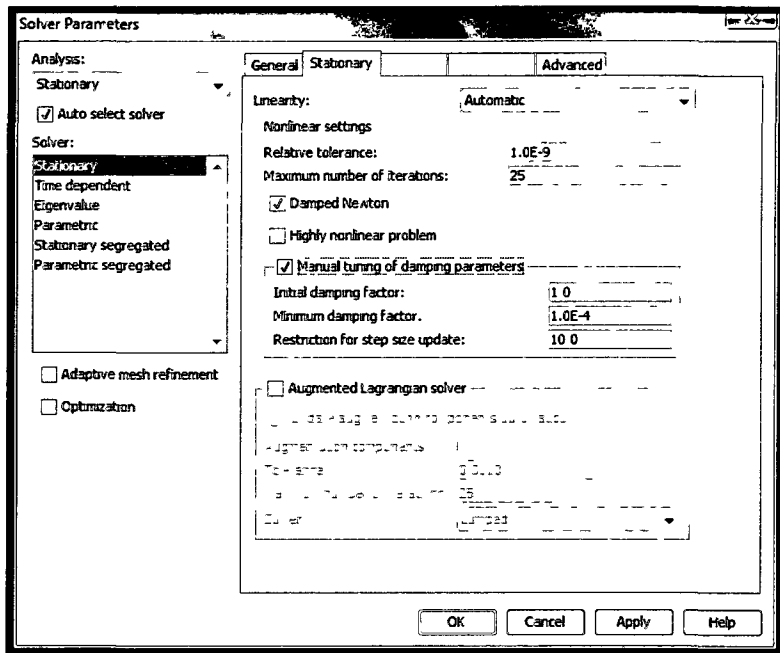 Solver Parameters
Analysis:
Stationary
Auto select solver
Solver:
Stationary
Time dependent
Eigenvalue
Parametric
Stationary segregated
Parametric segregated
Adaptive mesh refinement
Optimization
General Stationary Advanced
Linearity: Automatic
Nonlinear settings
Relative tolerance: 1.0E-9
Maximum number of iterations: 25
Damped Newton
Highly nonlinear problem
Manual tuning of damping parameters
Initial damping factor: 1 0
Minimum damping factor. 1.0E-4
Restriction for step size update: 10 0
Augmented Lagrangian solver
25
OK Cancel Apply Help